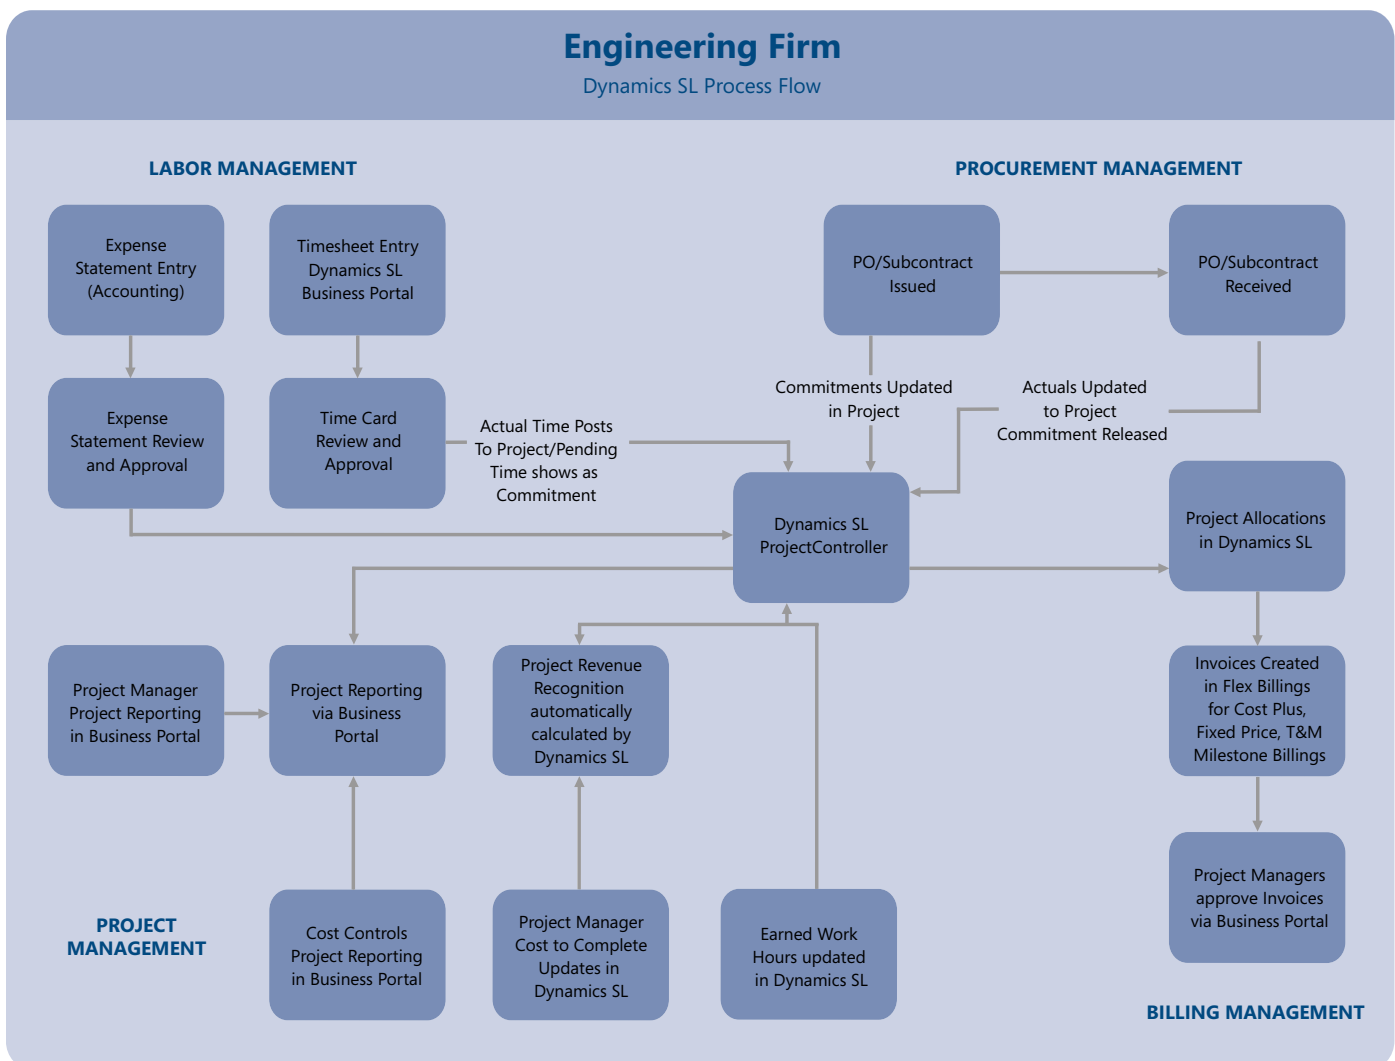 Engineering Firm
Dynamics SL Process Flow
LABOR MANAGEMENT
PROCUREMENT MANAGEMENT
Expense
Statement Entry
(Accounting)
Timesheet Entry
Dynamics SL
Business Portal
PO/Subcontract
Issued
PO/Subcontract
Received
Expense
Statement Review
and Approval
Time Card
Review and
Approval
Actual Time Posts
To Project/Pending
Time shows as
Commitment
Commitments Updated
in Project
Actuals Updated
to Project
Commitment Released
Dynamics SL
ProjectController
Project Allocations
in Dynamics SL
Project Manager
Project Reporting
in Business Portal
Project Reporting
via Business
Portal
Project Revenue
Recognition
automatically
calculated by
Dynamics SL
Invoices Created
in Flex Billings
for Cost Plus,
Fixed Price, T&M
Milestone Billings
PROJECT
MANAGEMENT
Cost Controls
Project Reporting
in Business Portal
Project Manager
Cost to Complete
Updates in
Dynamics SL
Earned Work
Hours updated
in Dynamics SL
Project Managers
approve Invoices
via Business Portal
BILLING MANAGEMENT